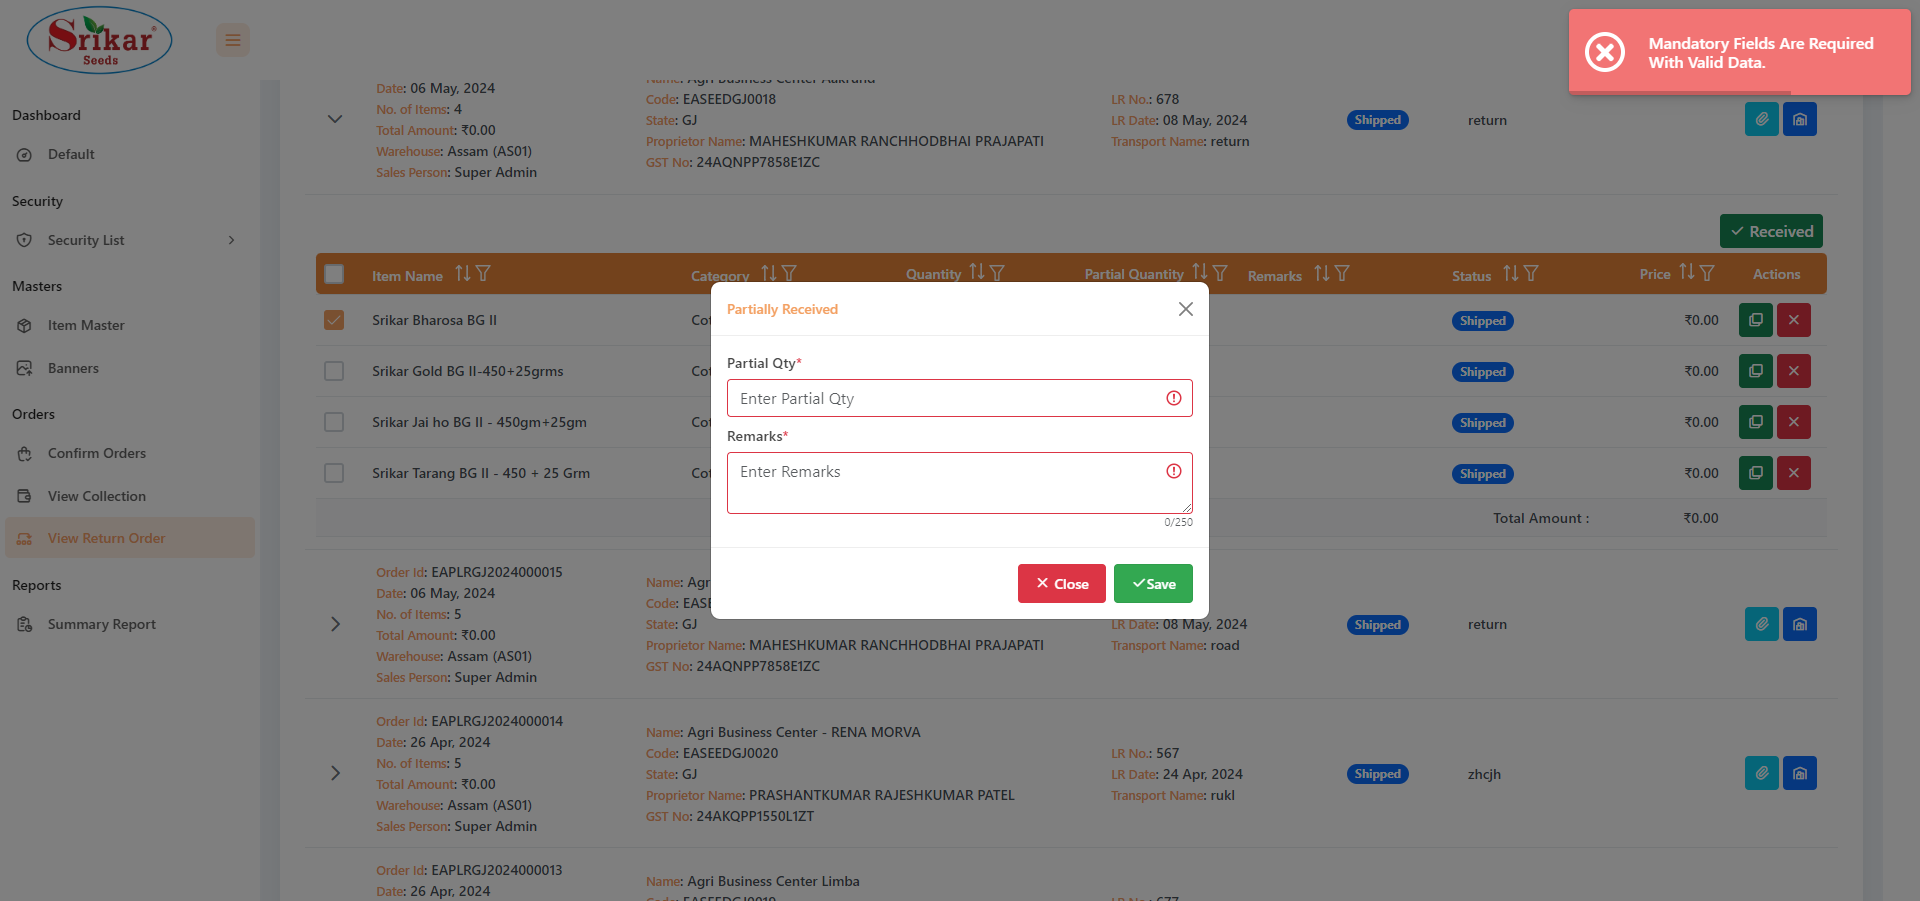 Srikar
Seeds
Mandatory Fields Are Required
With Valid Data.
Dashboard
Default
Security
Security List
Masters
Item Master
Banners
Orders
Confirm Orders
View Collection
View Return Order
Reports
Summary Report
Date: 06 May, 2024
No. of Items: 4
Total Amount: ₹0.00
Warehouse: Assam (AS01)
Sales Person: Super Admin
Name: Agri Business Center Aakrund
Code: EASEEDGJ0018
State: GJ
Proprietor Name: MAHESHKUMAR RANCHHODBHAI PRAJAPATI
GST No: 24AQNPP7858E1ZC
LR No.: 678
LR Date: 08 May, 2024
Transport Name: return
Shipped
return
Received
Item Name Category Quantity Partial Quantity Remarks Status Price Actions
Srikar Bharosa BG II Cot Shipped ₹0.00
Srikar Gold BG II-450+25grms Cot Shipped ₹0.00
Srikar Jai ho BG II - 450gm+25gm Cot Shipped ₹0.00
Srikar Tarang BG II - 450 + 25 Grm Cot Shipped ₹0.00
Total Amount : ₹0.00
Partially Received
Partial Qty*
Enter Partial Qty
Remarks*
Enter Remarks
0/250
Close
Save
Order Id: EAPLRGJ2024000015
Date: 06 May, 2024
No. of Items: 5
Total Amount: ₹0.00
Warehouse: Assam (AS01)
Sales Person: Super Admin
Name: Agr
Code: EASE
State: GJ
Proprietor Name: MAHESHKUMAR RANCHHODBHAI PRAJAPATI
GST No: 24AQNPP7858E1ZC
LR Date: 08 May, 2024
Transport Name: road
Shipped
return
Order Id: EAPLRGJ2024000014
Date: 26 Apr, 2024
No. of Items: 5
Total Amount: ₹0.00
Warehouse: Assam (AS01)
Sales Person: Super Admin
Name: Agri Business Center - RENA MORVA
Code: EASEEDGJ0020
State: GJ
Proprietor Name: PRASHANTKUMAR RAJESHKUMAR PATEL
GST No: 24AKQPP1550L1ZT
LR No.: 567
LR Date: 24 Apr, 2024
Transport Name: rukl
Shipped
zhcjh
Order Id: EAPLRGJ2024000013
Date: 26 Apr, 2024
Name: Agri Business Center Limba
Code: EASEEDGJ0019
LR No.: 677